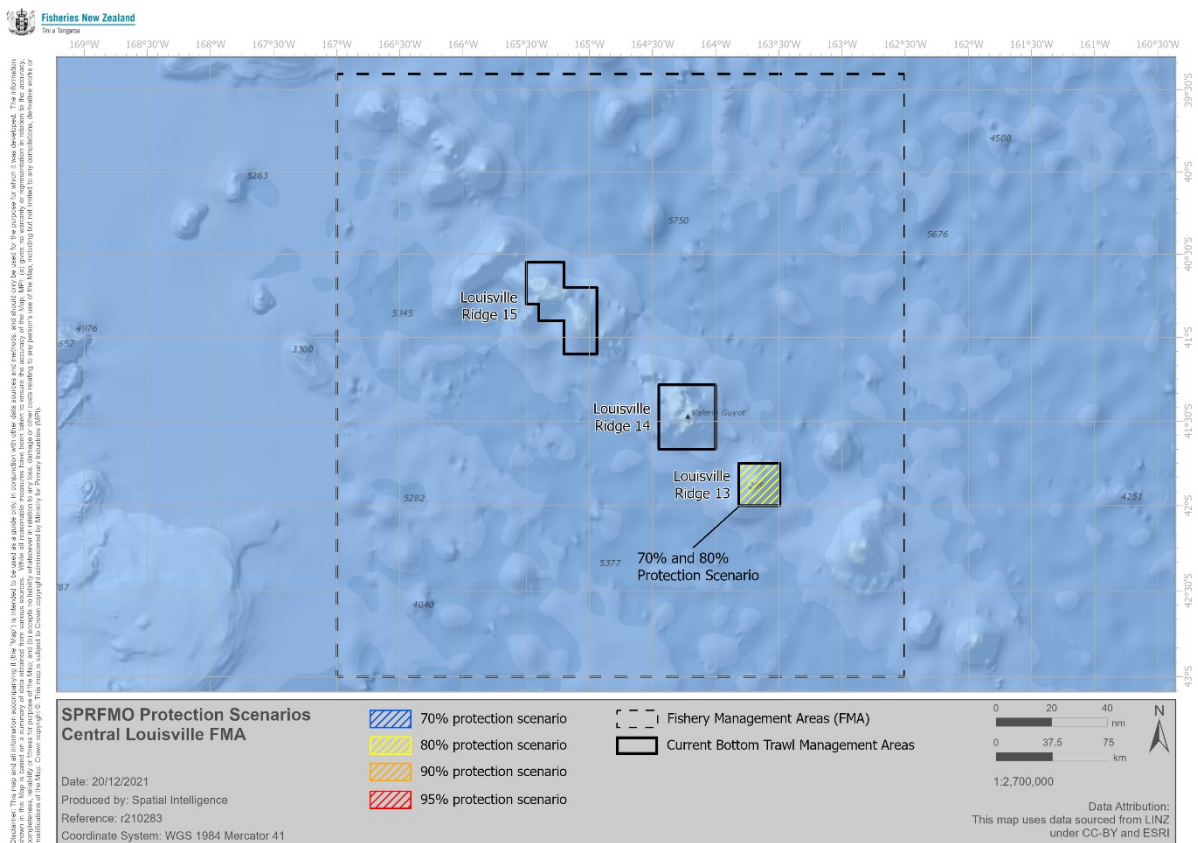 Fisheries New Zealand
Tini a Tangaroa
169°W 168°30'W 168°W 167°30'W 167°W 166°30'W 166°W 165°30'W 165°W 164°30'W 164°W 163°30'W 163°W 162°30'W 162°W 161°30'W 161°W 160°30'W
39°30'S
4500
40°S
5263
5750
5676
40°30'S
Louisville
Ridge 15
5345
4976
657
3300
41°S
Louisville
Ridge 14
Valerie Guyot
41°30'S
Louisville
Ridge 13
5282
4251
42°S
70% and 80%
Protection Scenario
5377
787
4040
42°30'S
43°S
SPRFMO Protection Scenarios
Central Louisville FMA
Date: 20/12/2021
Produced by: Spatial Intelligence
Reference: r210283
Coordinate System: WGS 1984 Mercator 41
70% protection scenario
80% protection scenario
90% protection scenario
95% protection scenario
Fishery Management Areas (FMA)
Current Bottom Trawl Management Areas
0 20 40
nm
0 37.5 75
km
N
1:2,700,000
Data Attribution:
This map uses data sourced from LINZ
under CC-BY and ESRI